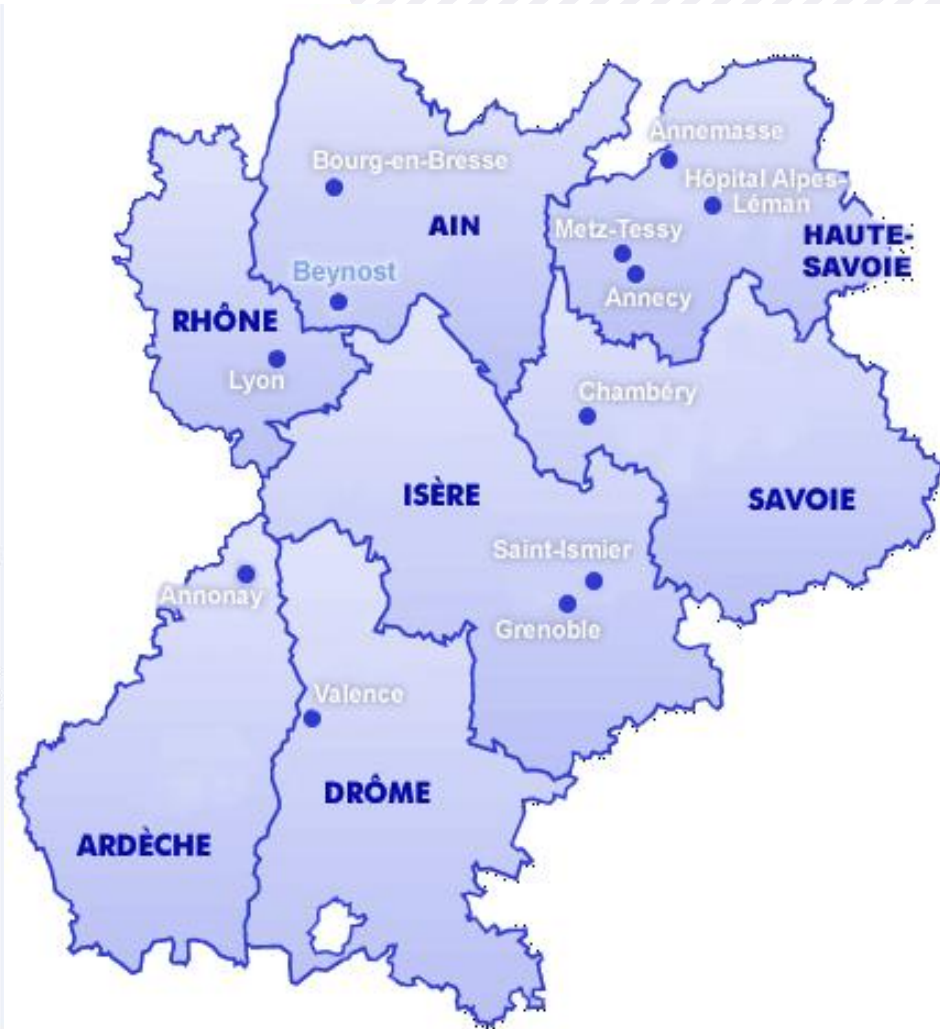 Annemasse
Bourg-en-Bresse
Hôpital Alpes-
Léman
AIN
Metz-Tessy
HAUTE-
SAVOIE
Beynost
Annecy
RHÔNE
Lyon
Chambéry
ISÈRE
SAVOIE
Saint-Ismier
Annonay
Grenoble
Valence
DRÔME
ARDÈCHE